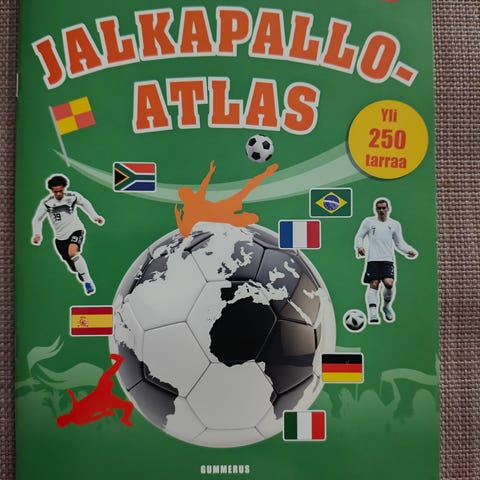 JALKAPALLO-
ATLAS
Yli
250
tarraa
GUMMERUS